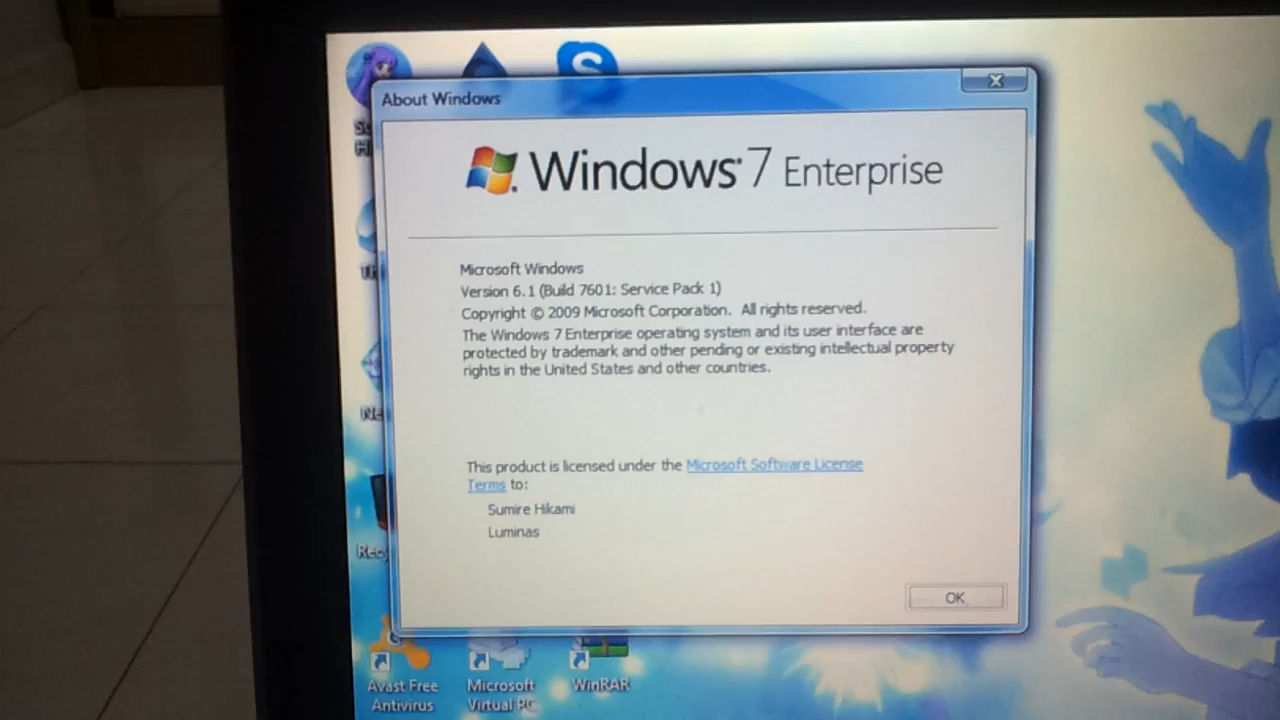 About Windows
Windows 7 Enterprise
Microsoft Windows
Version 6.1 (Build 7601: Service Pack 1)
Copyright © 2009 Microsoft Corporation. All rights reserved.
The Windows 7 Enterprise operating system and its user interface are
protected by trademark and other pending or existing intellectual property
rights in the United States and other countries.
This product is licensed under the Microsoft Software License
Terms to:
Sumire Hikami
Luminas
OK
Avast Free
Antivirus
Microsoft
Virtual PC
WinRAR